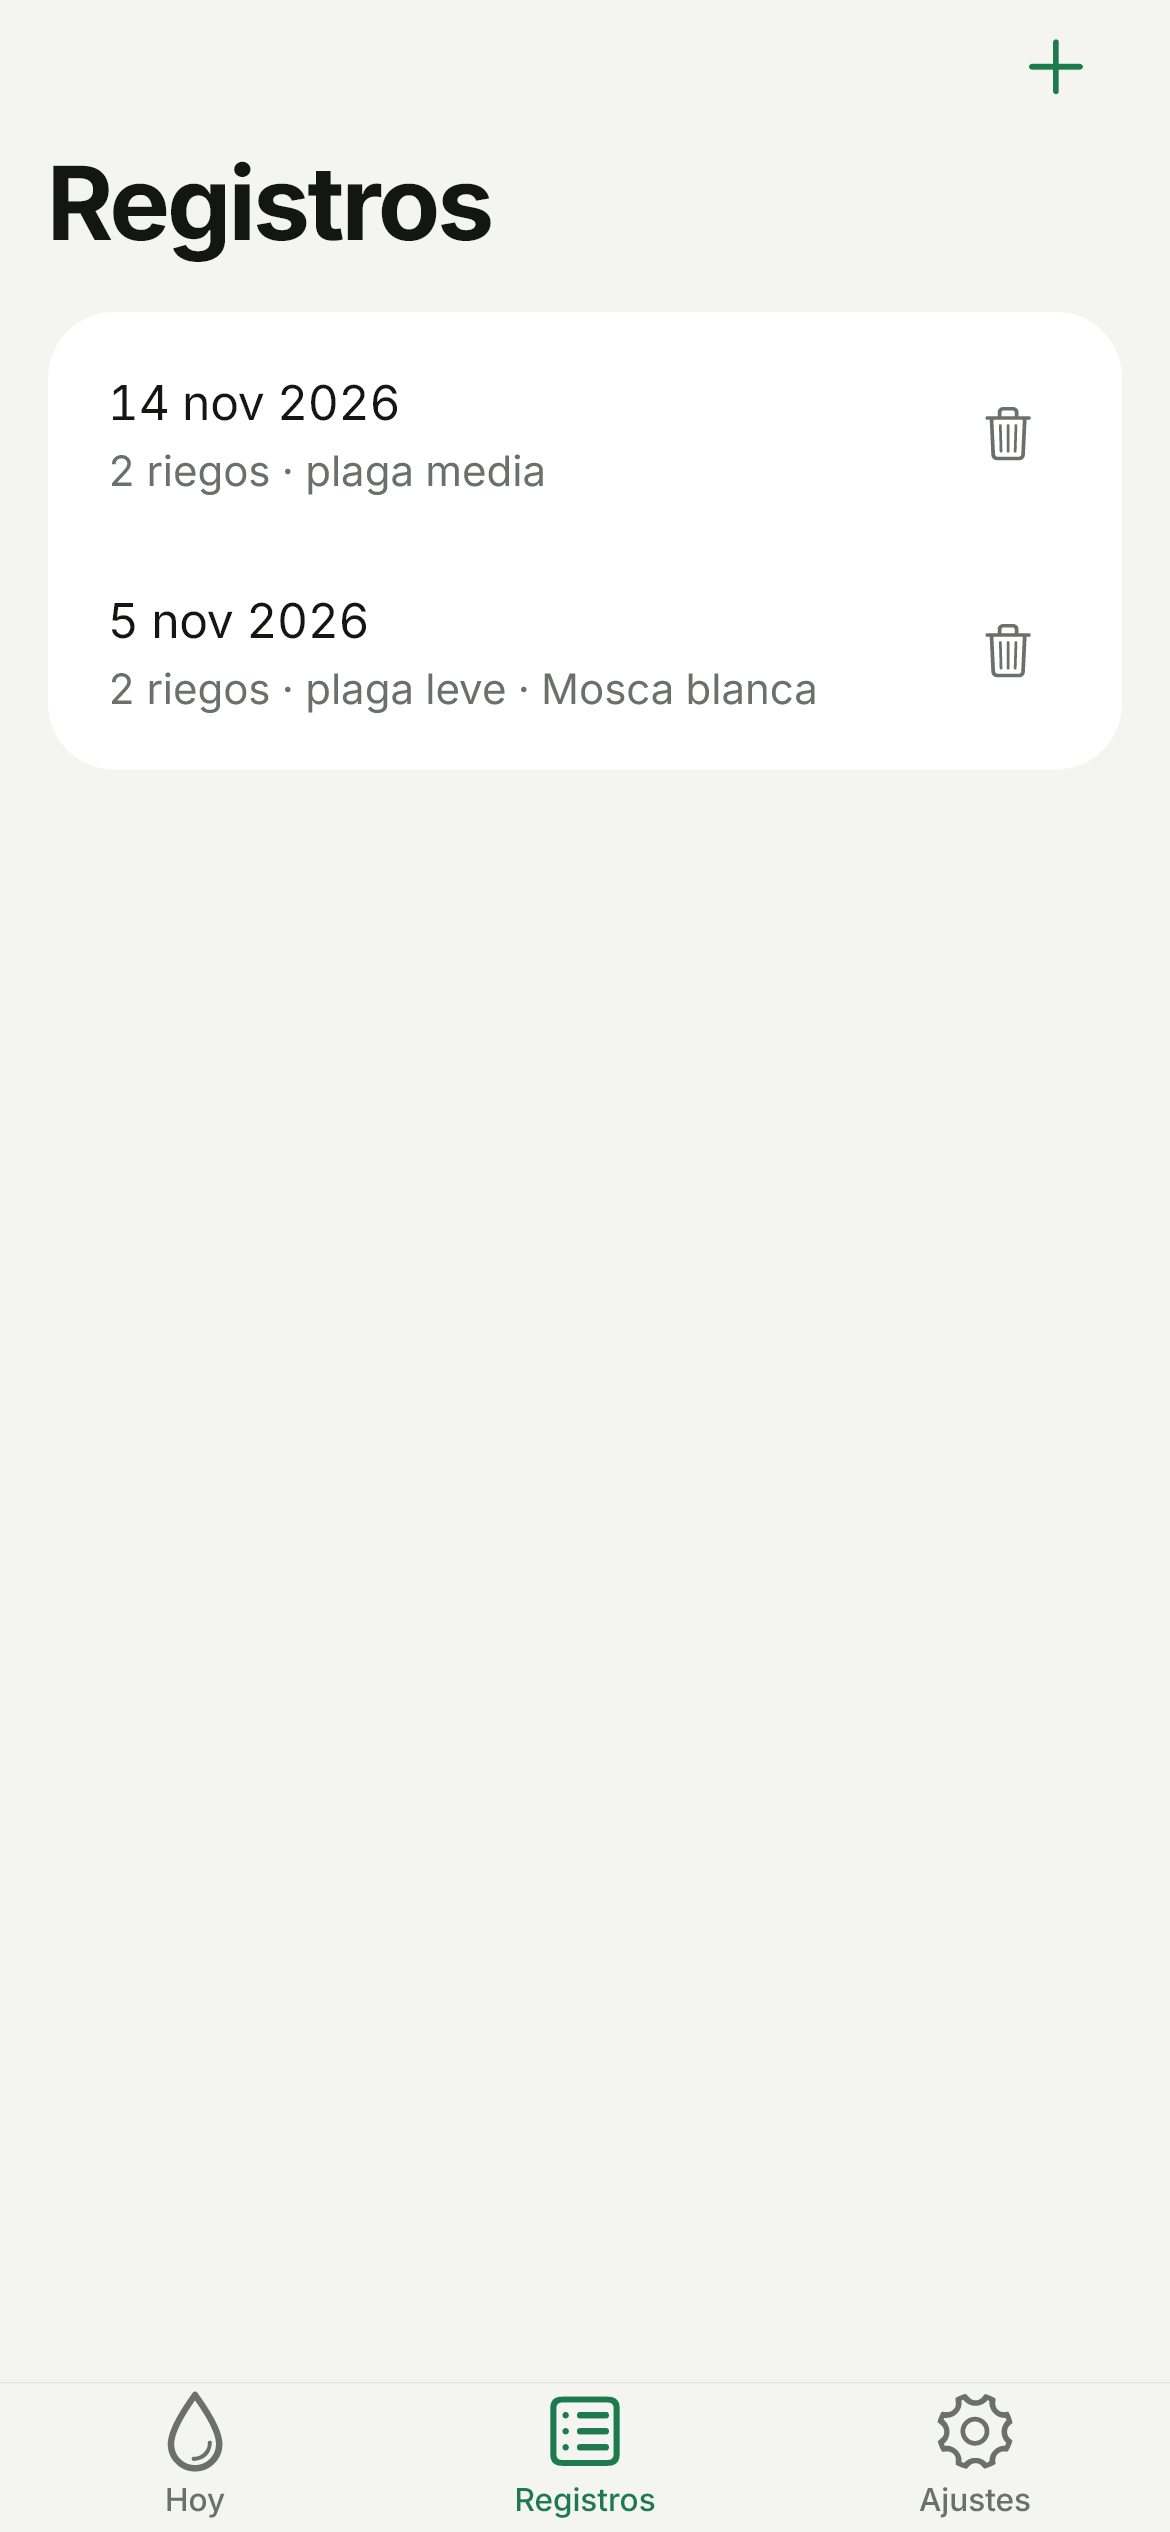 Registros
14 nov 2026
2 riegos · plaga media
5 nov 2026
2 riegos · plaga leve · Mosca blanca
Hoy
Registros
Ajustes